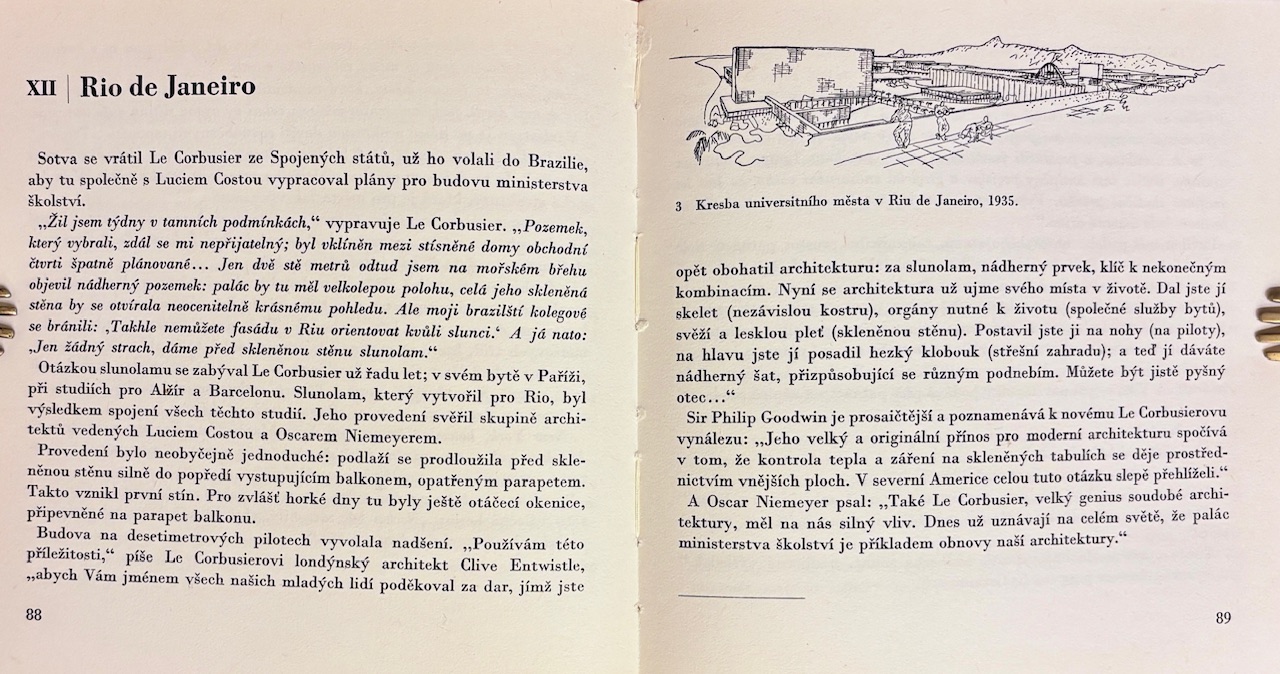 XII | Rio de Janeiro
Sotva se vrátil Le Corbusier ze Spojených států, už ho volali do Brazilie,
aby tu společně s Luciem Costou vypracoval plány pro budovu ministerstva
školství.
„Žil jsem týdny v tamních podmínkách,“ vypravuje Le Corbusier. „Pozemek,
který vybrali, zdál se mi nepřijatelný; byl vklíněn mezi stísněné domy obchodní
čtvrti špatně plánované... Jen dvě stě metrů odtud jsem na mořském břehu
objevil nádherný pozemek: palác by tu měl velkolepou polohu, celá jeho skleněná
stěna by se otvírala neocenitelně krásnému pohledu. Ale moji brazilští kolegové
se bránili: ‚Takhle nemůžete fasádu v Riu orientovat kvůli slunci.‘ A já nato:
‚Jen žádný strach, dáme před skleněnou stěnu slunolam.“
Otázkou slunolamu se zabýval Le Corbusier už řadu let; v svém bytě v Paříži,
při studiích pro Alžír a Barcelonu. Slunolam, který vytvořil pro Rio, byl
výsledkem spojení všech těchto studií. Jeho provedení svěřil skupině archi-
tektů vedených Luciem Costou a Oscarem Niemeyerem.
Provedení bylo neobyčejně jednoduché: podlaží se prodloužila před skle-
něnou stěnu silně do popředí vystupujícím balkonem, opatřeným parapetem.
Takto vznikl první stín. Pro zvlášť horké dny tu byly ještě otáčecí okenice,
připevněné na parapet balkonu.
Budova na desetimetrových pilotech vyvolala nadšení. „Používám této
příležitosti,“ píše Le Corbusierovi londýnský architekt Clive Entwistle,
„abych Vám jménem všech našich mladých lidí poděkoval za dar, jímž jste
88
3 Kresba universitního města v Riu de Janeiro, 1935.
opět obohatil architekturu: za slunolam, nádherný prvek, klíč k nekonečným
kombinacím. Nyní se architektura už ujme svého místa v životě. Dal jste jí
skelet (nezávislou kostru), orgány nutné k životu (společné služby bytů),
svěží a lesklou pleť (skleněnou stěnu). Postavil jste ji na nohy (na piloty),
na hlavu jste jí posadil hezký klobouk (střešní zahradu); a teď jí dáváte
nádherný šat, přizpůsobující se různým podnebím. Můžete být jistě pyšný
otec...“
Sir Philip Goodwin je prosaičtější a poznamenává k novému Le Corbusierovu
vynálezu: „Jeho velký a originální přínos pro moderní architekturu spočívá
v tom, že kontrola tepla a záření na skleněných tabulích se děje prostřed-
nictvím vnějších ploch. V severní Americe celou tuto otázku slepě přehlíželi.“
A Oscar Niemeyer psal: „Také Le Corbusier, velký genius soudobé archi-
tektury, měl na nás silný vliv. Dnes už uznávají na celém světě, že palác
ministerstva školství je příkladem obnovy naší architektury.“
89